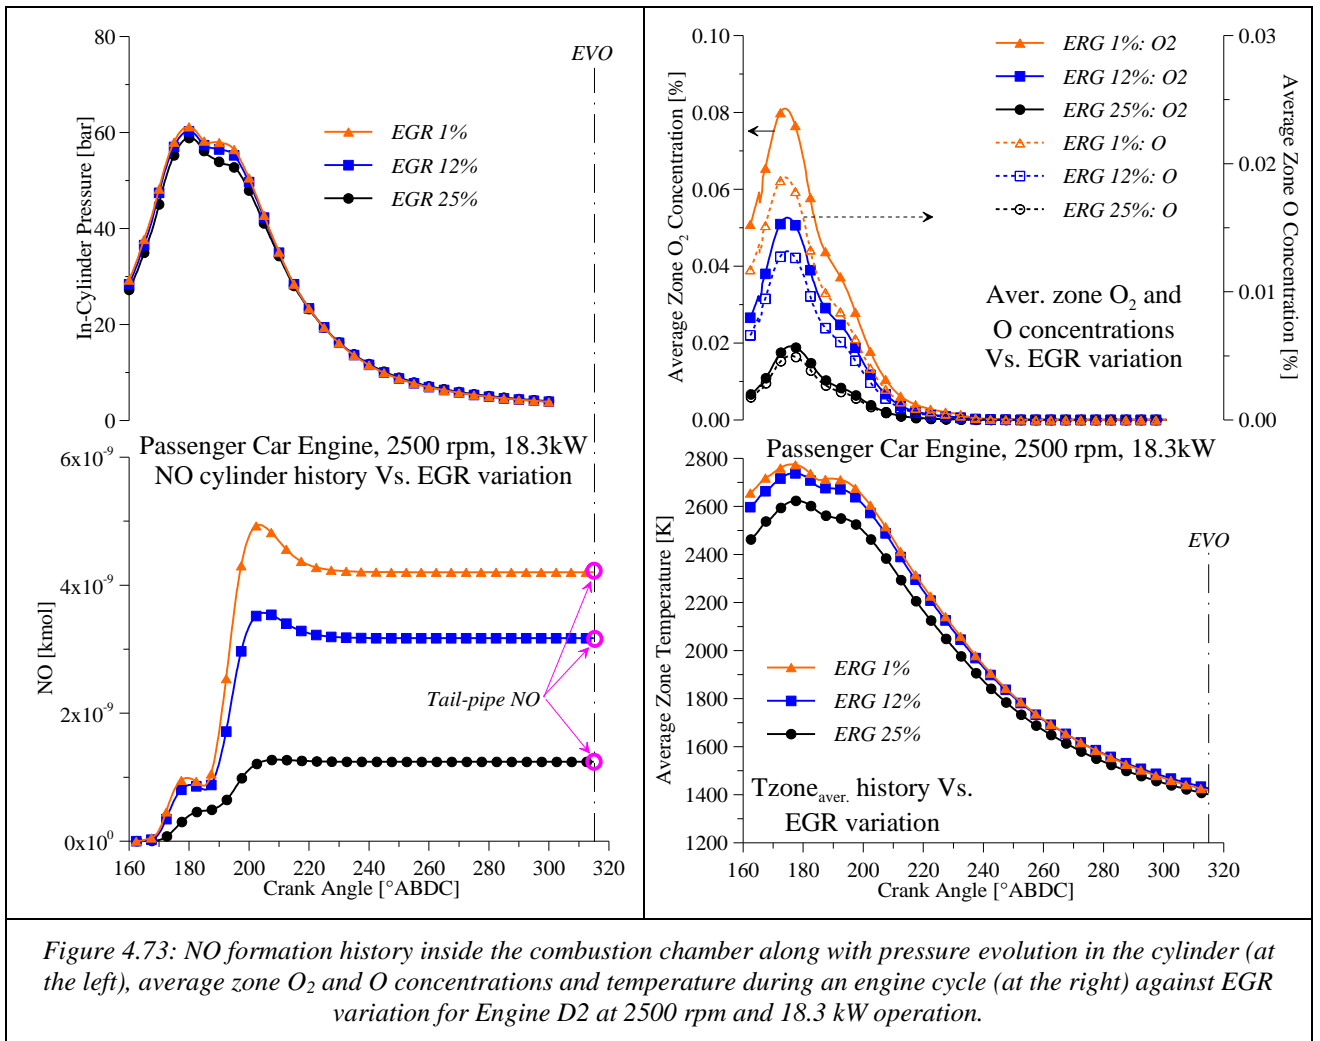 80
60
40
20
0
In-Cylinder Pressure [bar]
EVO
EGR 1%
EGR 12%
EGR 25%
Passenger Car Engine, 2500 rpm, 18.3kW
NO cylinder history Vs. EGR variation
6x10-9
4x10-9
2x10-9
0x100
NO [kmol]
Tail-pipe NO
160 180 200 220 240 260 280 300 320
Crank Angle [°ABDC]
0.10
0.08
0.06
0.04
0.02
0.00
Average Zone O2 Concentration [%]
ERG 1%: O2
ERG 12%: O2
ERG 25%: O2
ERG 1%: O
ERG 12%: O
ERG 25%: O
0.03
0.02
0.01
0.00
Average Zone O Concentration [%]
Aver. zone O2 and
O concentrations
Vs. EGR variation
Passenger Car Engine, 2500 rpm, 18.3kW
2800
2600
2400
2200
2000
1800
1600
1400
1200
Average Zone Temperature [K]
EVO
ERG 1%
ERG 12%
ERG 25%
Tzoneaver. history Vs.
EGR variation
160 180 200 220 240 260 280 300 320
Crank Angle [°ABDC]
Figure 4.73: NO formation history inside the combustion chamber along with pressure evolution in the cylinder (at
the left), average zone O2 and O concentrations and temperature during an engine cycle (at the right) against EGR
variation for Engine D2 at 2500 rpm and 18.3 kW operation.